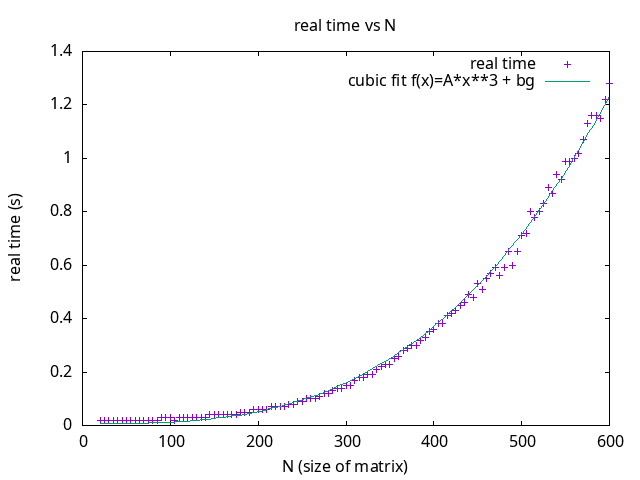 real time vs N
1.4
1.2
1
0.8
0.6
0.4
0.2
0
real time (s)
real time
cubic fit f(x)=A*x**3 + bg
0 100 200 300 400 500 600
N (size of matrix)